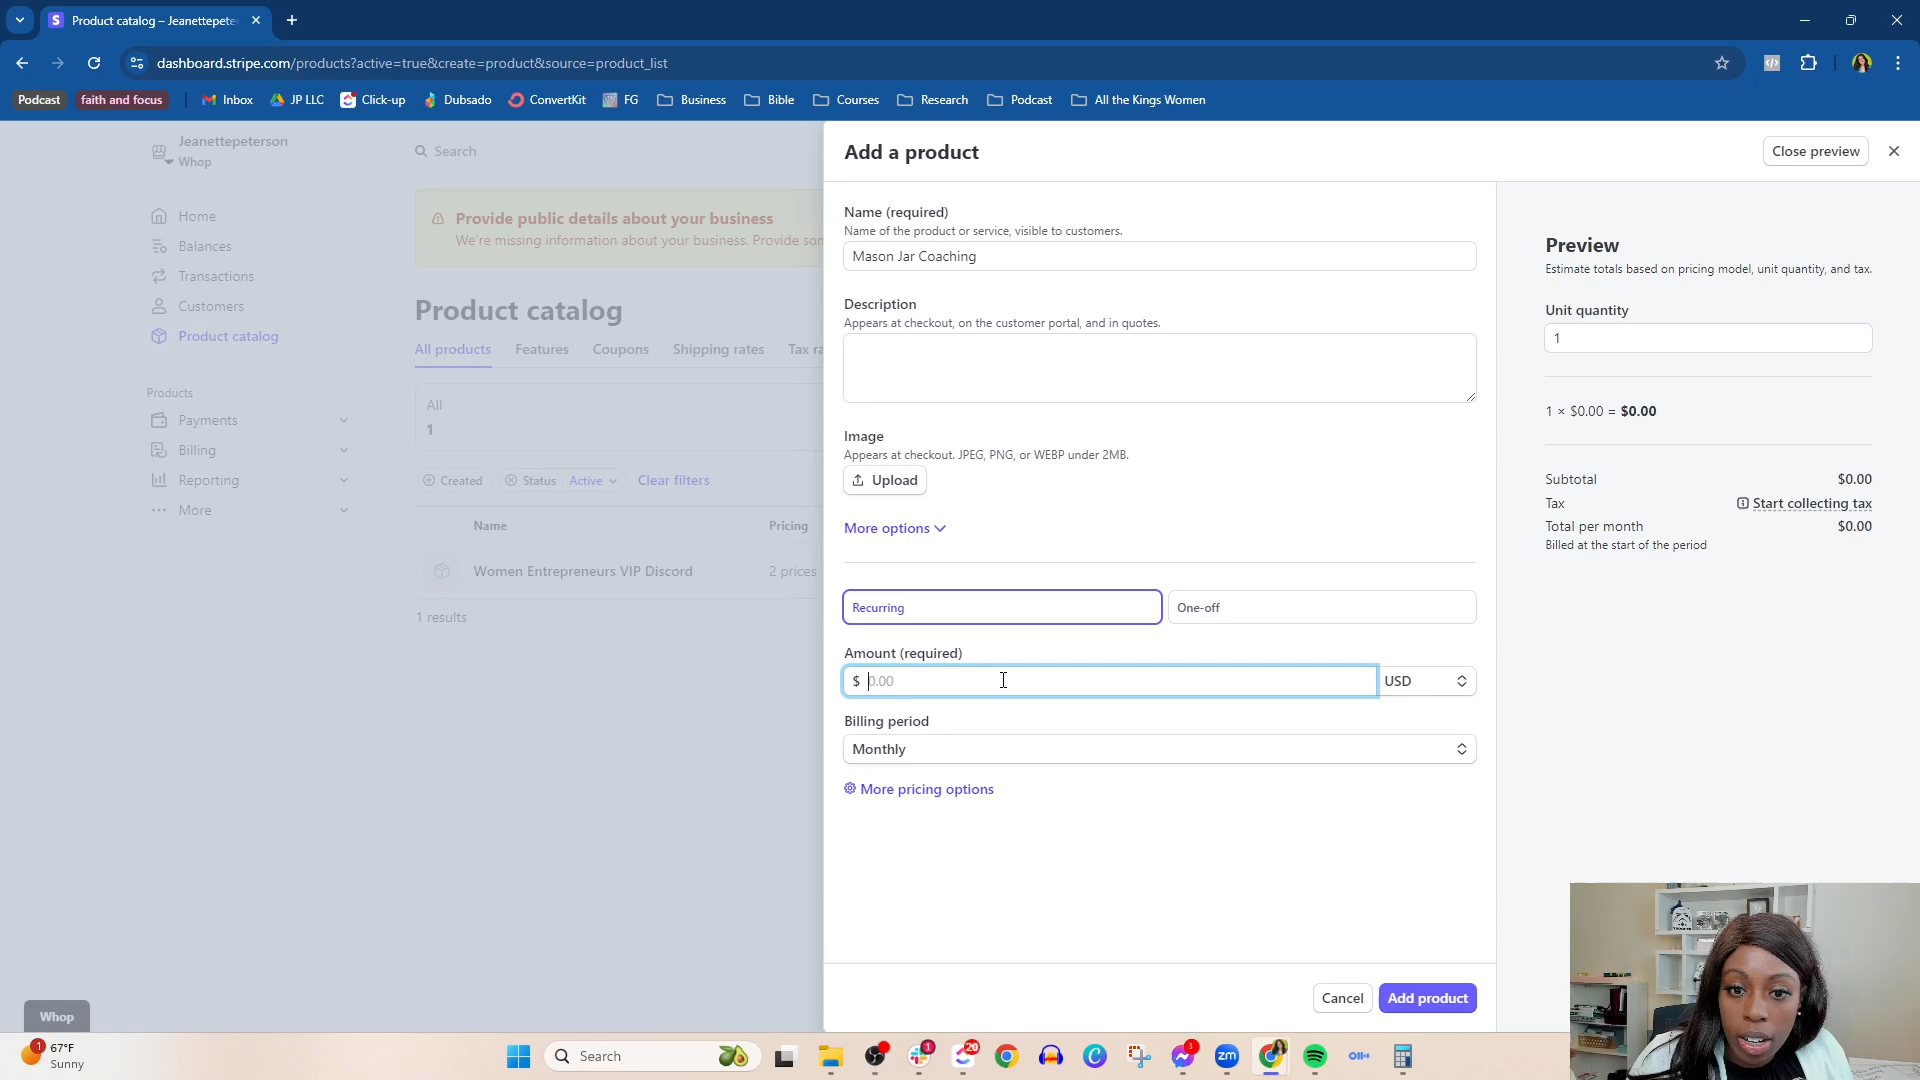 Product catalog – Jeanettepete
dashboard.stripe.com/products?active=true&create=product&source=product_list
Podcast
faith and focus
Inbox
JP LLC
Click-up
Dubsado
ConvertKit
FG
Business
Bible
Courses
Research
Podcast
All the Kings Women
Jeanettepeterson
Whop
Search
Home
Balances
Transactions
Customers
Product catalog
Products
Payments
Billing
Reporting
More
Provide public details about your business
We're missing information about your business. Provide
Product catalog
All products
Features
Coupons
Shipping rates
Tax ra
All
1
Created
Status
Active
Clear filters
Name
Pricing
Women Entrepreneurs VIP Discord
2 prices
1 results
Add a product
Close preview
Name (required)
Name of the product or service, visible to customers.
Mason Jar Coaching
Description
Appears at checkout, on the customer portal, and in quotes.
Image
Appears at checkout. JPEG, PNG, or WEBP under 2MB.
Upload
More options
Recurring
One-off
Amount (required)
$ 0.00
USD
Billing period
Monthly
More pricing options
Cancel
Add product
Preview
Estimate totals based on pricing model, unit quantity, and tax.
Unit quantity
1
1 × $0.00 = $0.00
Subtotal $0.00
Tax Start collecting tax
Total per month $0.00
Billed at the start of the period
Whop
1
67°F
Sunny
Search
1
20
3
zm